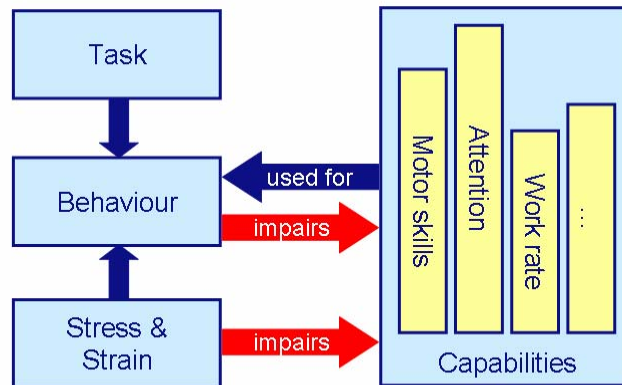 Task
Behaviour
Stress &
Strain
used for
impairs
impairs
Motor skills
Attention
Work rate
...
Capabilities